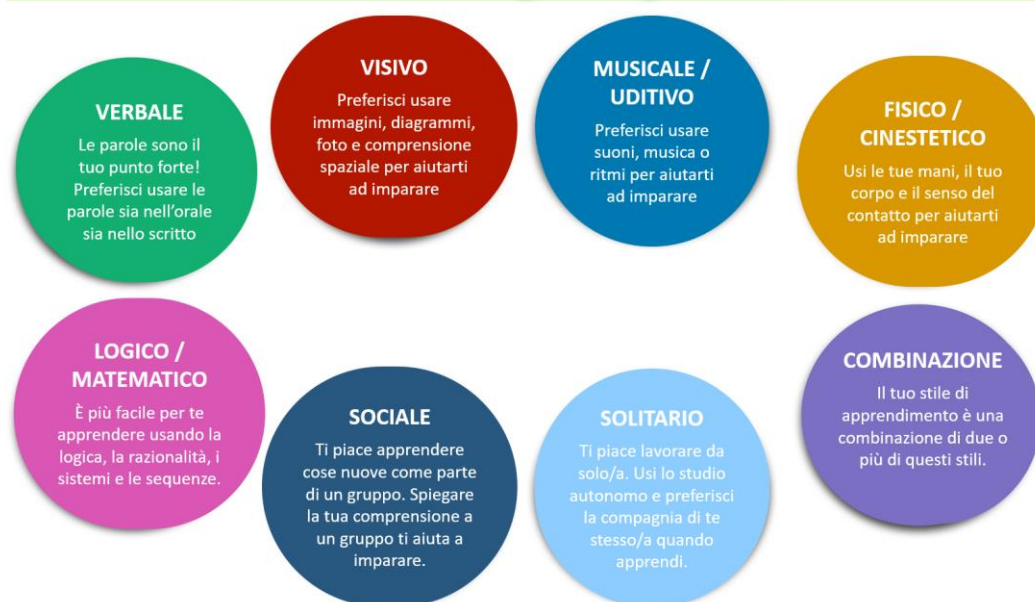 VERBALE
Le parole sono il
tuo punto forte!
Preferisci usare le
parole sia nell'orale
sia nello scritto
VISIVO
Preferisci usare
immagini, diagrammi,
foto e comprensione
spaziale per aiutarti
ad imparare
MUSICALE /
UDITIVO
Preferisci usare
suoni, musica o
ritmi per aiutarti
ad imparare
FISICO /
CINESTETICO
Usi le tue mani, il tuo
corpo e il senso del
contatto per aiutarti
ad imparare
LOGICO /
MATEMATICO
È più facile per te
apprendere usando la
logica, la razionalità, i
sistemi e le sequenze.
SOCIALE
Ti piace apprendere
cose nuove come parte
di un gruppo. Spiegare
la tua comprensione a
un gruppo ti aiuta a
imparare.
SOLITARIO
Ti piace lavorare da
solo/a. Usi lo studio
autonomo e preferisci
la compagnia di te
stesso/a quando
apprendi.
COMBINAZIONE
Il tuo stile di
apprendimento è una
combinazione di due o
più di questi stili.